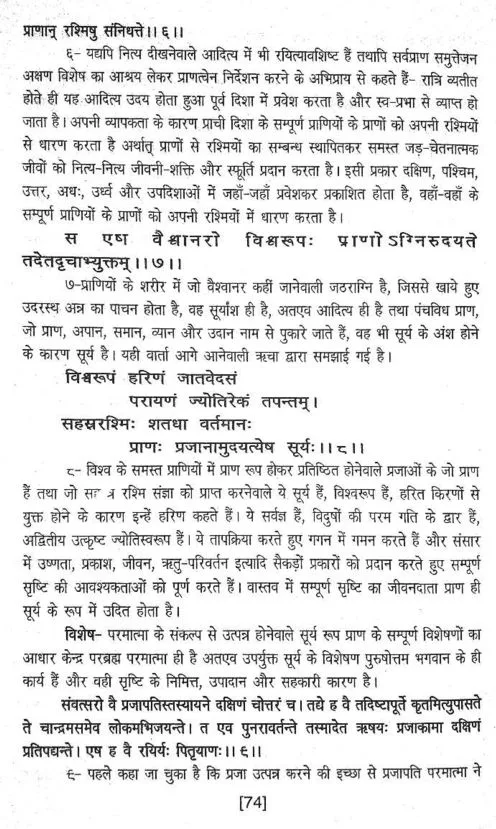 प्राणान् रश्मिषु संनिधत्ते।।६।।
६- यद्यपि नित्य दीखनेवाले आदित्य में भी रयित्यावशिष्ट हैं तथापि सर्वप्राण समुत्तेजन
अक्षण विशेष का आश्रय लेकर प्राणत्वेन निर्देशन करने के अभिप्राय से कहते हैं- रात्रि व्यतीत
होते ही यह आदित्य उदय होता हुआ पूर्व दिशा में प्रवेश करता है और स्व-प्रभा से व्याप्त हो
जाता है। अपनी व्यापकता के कारण प्राची दिशा के सम्पूर्ण प्राणियों के प्राणों को अपनी रश्मियों
से धारण करता है अर्थात् प्राणों से रश्मियों का सम्बन्ध स्थापितकर समस्त जड़-चेतनात्मक
जीवों को नित्य-नित्य जीवनी-शक्ति और स्फूर्ति प्रदान करता है। इसी प्रकार दक्षिण, पश्चिम,
उत्तर, अधः, उर्ध्व और उपदिशाओं में जहाँ-जहाँ प्रवेशकर प्रकाशित होता है, वहाँ-वहाँ के
सम्पूर्ण प्राणियों के प्राणों को अपनी रश्मियों में धारण करता है।
स एष वैश्वानरो विश्वरूपः प्राणोऽग्निरुदयते
तदेतदृचाभ्युक्तम्।।७।।
७-प्राणियों के शरीर में जो वैश्वानर कहीं जानेवाली जठराग्नि है, जिससे खाये हुए
उदरस्थ अन्न का पाचन होता है, वह सूर्यांश ही है, अतएव आदित्य ही है तथा पंचविध प्राण,
जो प्राण, अपान, समान, व्यान और उदान नाम से पुकारे जाते हैं, वह भी सूर्य के अंश होने
के कारण सूर्य है। यही वार्ता आगे आनेवाली ऋचा द्वारा समझाई गई है।
विश्वरूपं हरिणं जातवेदसं
परायणं ज्योतिरेकं तपन्तम्।
सहस्ररश्मिः शतधा वर्तमानः
प्राणः प्रजानामुदयत्येष सूर्यः।।८।।
८- विश्व के समस्त प्राणियों में प्राण रूप होकर प्रतिष्ठित होनेवाले प्रजाओं के जो प्राण
हैं तथा जो रश्मि संज्ञा को प्राप्त करनेवाले ये सूर्य हैं, विश्वरूप हैं, हरित किरणों से
युक्त होने के कारण इन्हें हरिण कहते हैं। ये सर्वज्ञ हैं, विदुषों की परम गति के द्वार हैं,
अद्वितीय उत्कृष्ट ज्योतिस्वरूप हैं। ये तापक्रिया करते हुए गगन में गमन करते हैं और संसार
में उष्णता, प्रकाश, जीवन, ऋतु-परिवर्तन इत्यादि सैकड़ों प्रकारों को प्रदान करते हुए सम्पूर्ण
सृष्टि की आवश्यकताओं को पूर्ण करते हैं। वास्तव में सम्पूर्ण सृष्टि का जीवनदाता प्राण ही
सूर्य के रूप में उदित होता है।
विशेष- परमात्मा के संकल्प से उत्पन्न होनेवाले सूर्य रूप प्राण के सम्पूर्ण विशेषणों का
आधार केन्द्र परब्रह्म परमात्मा ही है अतएव उपर्युक्त सूर्य के विशेषण पुरुषोत्तम भगवान के ही
कार्य हैं और वही सृष्टि के निमित्त, उपादान और सहकारी कारण है।
संवत्सरो वै प्रजापतिस्तस्यायने दक्षिणं चोत्तरं च। तद्ये ह वै तदिष्टापूर्ते कृतमित्युपासते
ते चान्द्रमसमेव लोकमभिजयन्ते। त एव पुनरावर्तन्ते तस्मादेत ऋषयः प्रजाकामा दक्षिणं
प्रतिपद्यन्ते। एष ह वै रयिर्यः पितृयाणः।।९।।
९- पहले कहा जा चुका है कि प्रजा उत्पन्न करने की इच्छा से प्रजापति परमात्मा ने
[74]